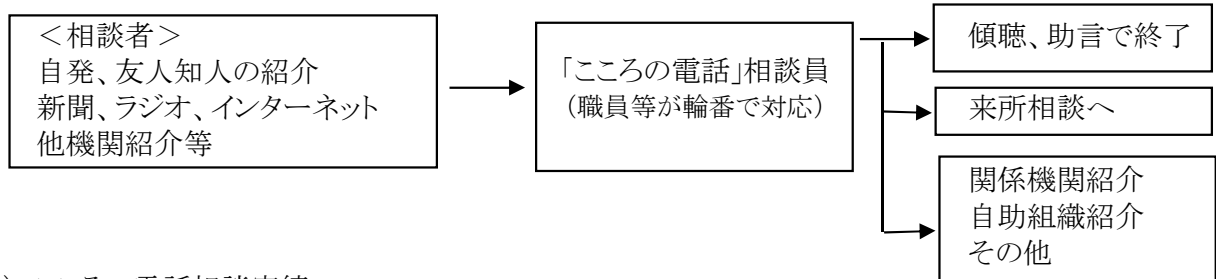 ＜相談者＞
自発、友人知人の紹介
新聞、ラジオ、インターネット
他機関紹介等
「こころの電話」相談員
（職員等が輪番で対応）
傾聴、助言で終了
来所相談へ
関係機関紹介
自助組織紹介
その他